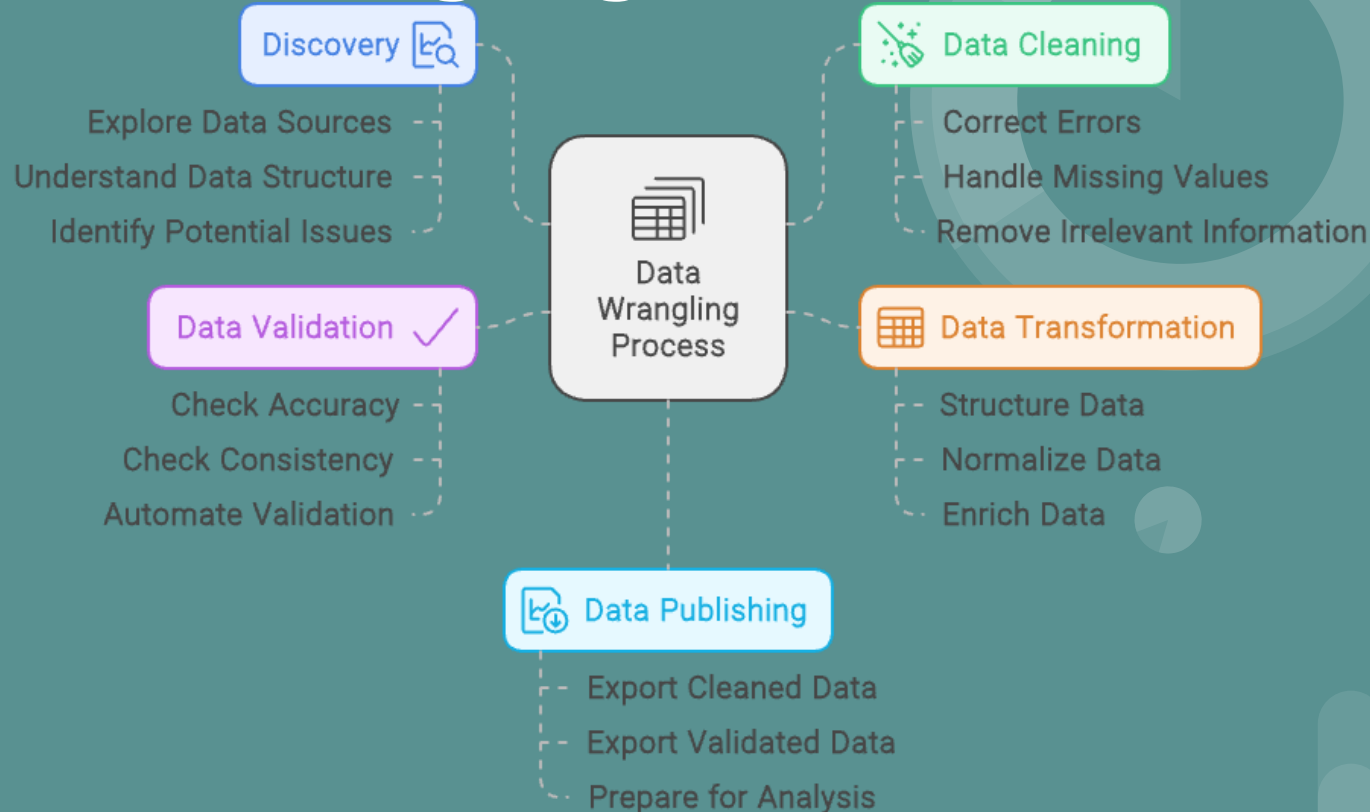 Discovery
Explore Data Sources
Understand Data Structure
Identify Potential Issues
Data Cleaning
Correct Errors
Handle Missing Values
Remove Irrelevant Information
Data
Wrangling
Process
Data Validation
Check Accuracy
Check Consistency
Automate Validation
Data Transformation
Structure Data
Normalize Data
Enrich Data
Data Publishing
Export Cleaned Data
Export Validated Data
Prepare for Analysis